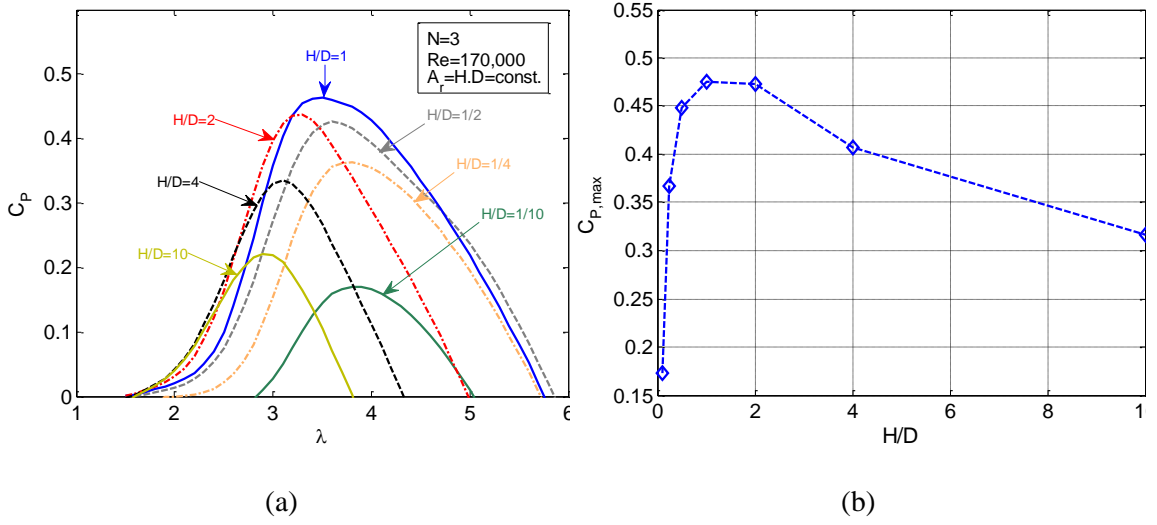 N=3
Re=170,000
A_r=H.D=const.
H/D=1
H/D=2
H/D=1/2
H/D=1/4
H/D=4
H/D=1/10
H/D=10
C_P
0.5
0.4
0.3
0.2
0.1
0
1 2 3 4 5 6
λ
(a)
C_P,max
0.55
0.5
0.45
0.4
0.35
0.3
0.25
0.2
0.15
0 2 4 6 8 10
H/D
(b)